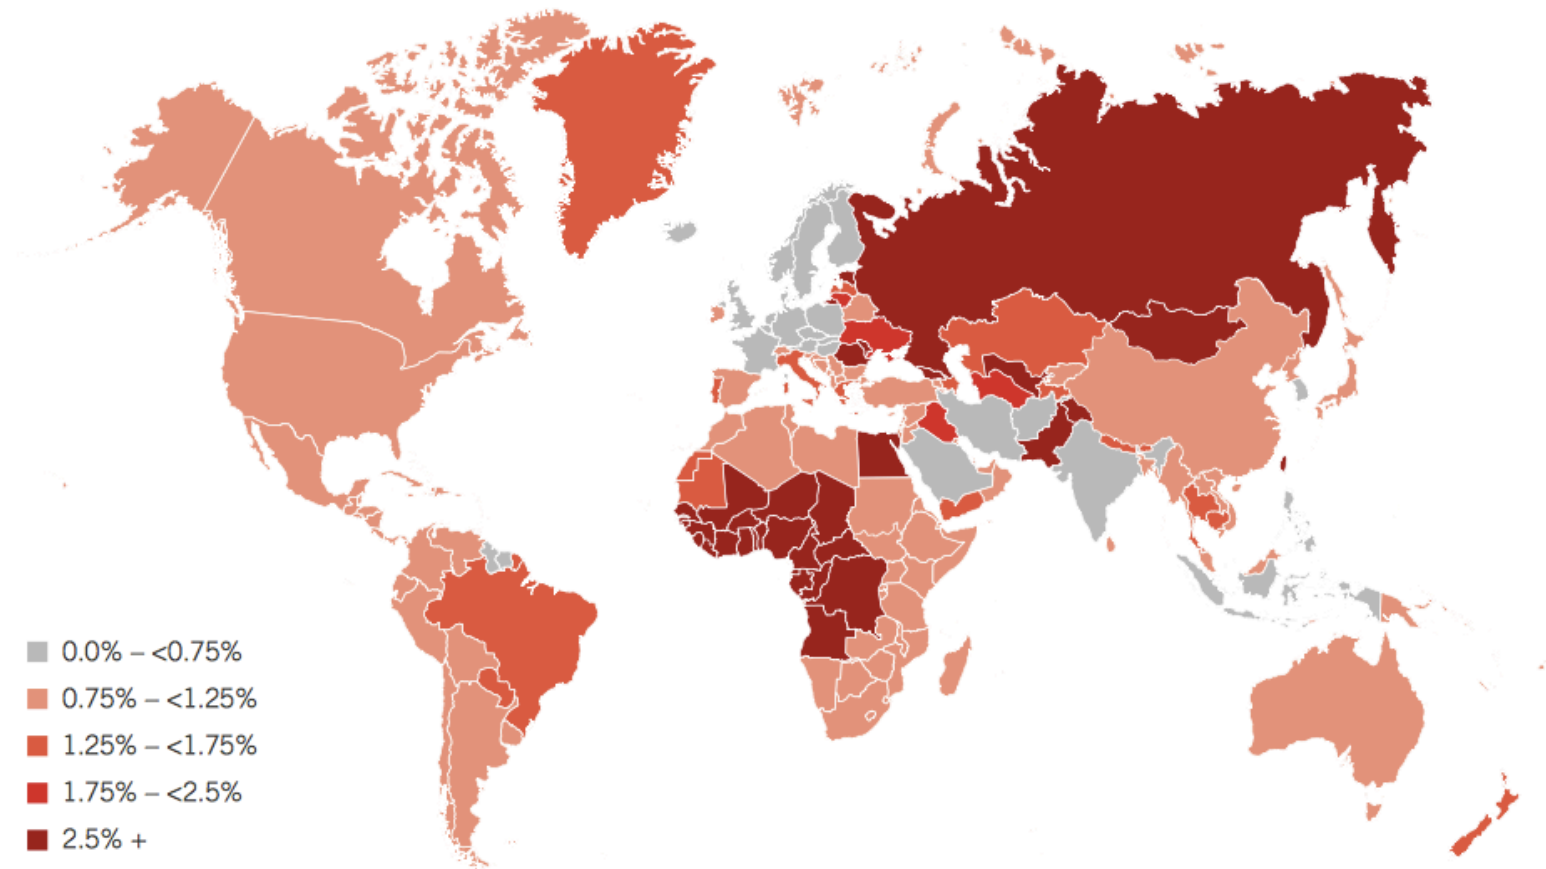 0.0% – <0.75%
0.75% – <1.25%
1.25% – <1.75%
1.75% – <2.5%
2.5% +